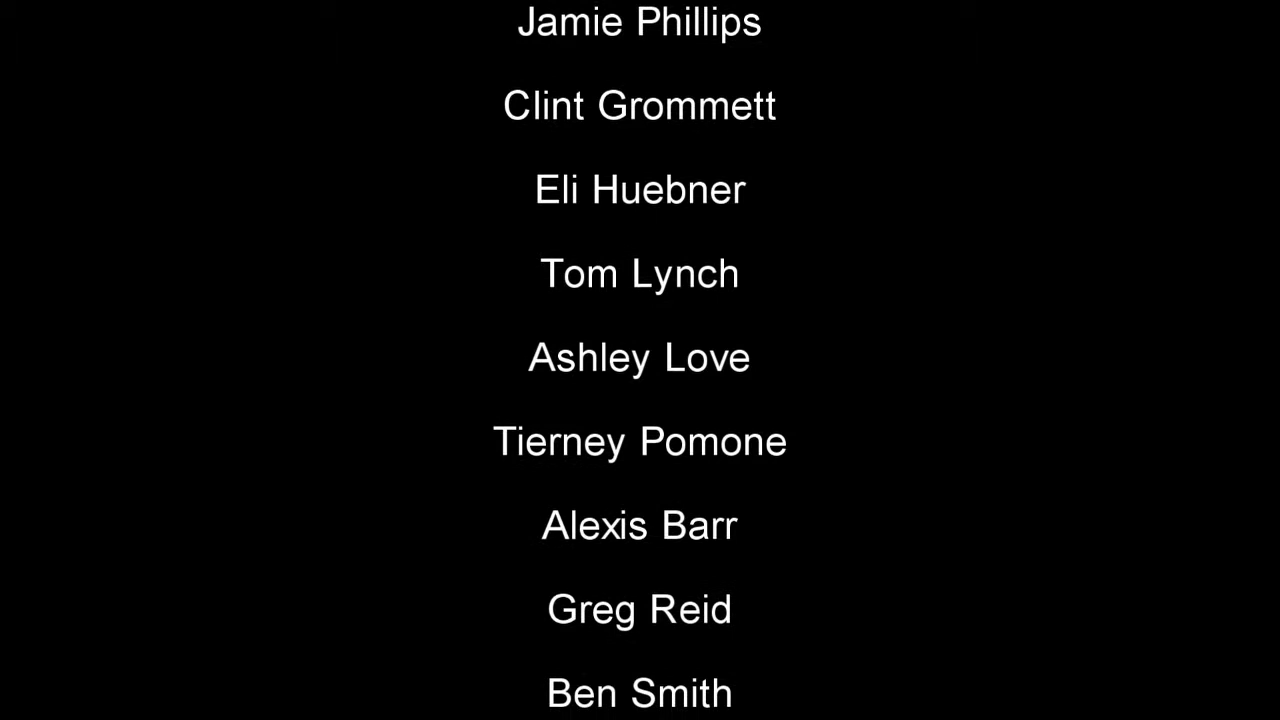 Jamie Phillips
Clint Grommett
Eli Huebner
Tom Lynch
Ashley Love
Tierney Pomone
Alexis Barr
Greg Reid
Ben Smith